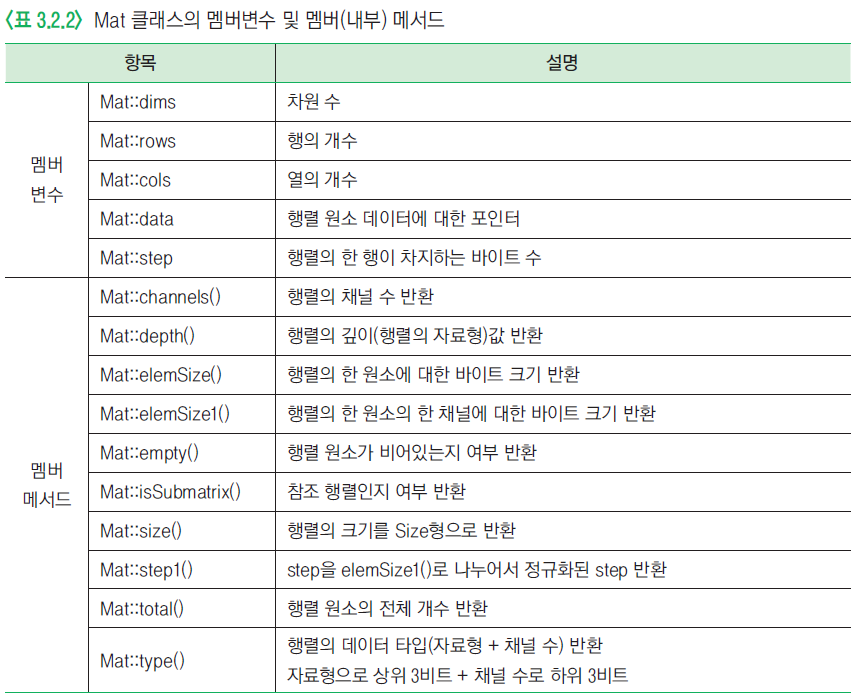 〈표 3.2.2〉 Mat 클래스의 멤버변수 및 멤버(내부) 메서드
항목 설명
멤버 변수
Mat::dims 차원 수
Mat::rows 행의 개수
Mat::cols 열의 개수
Mat::data 행렬 원소 데이터에 대한 포인터
Mat::step 행렬의 한 행이 차지하는 바이트 수
멤버 메서드
Mat::channels() 행렬의 채널 수 반환
Mat::depth() 행렬의 깊이(행렬의 자료형)값 반환
Mat::elemSize() 행렬의 한 원소에 대한 바이트 크기 반환
Mat::elemSize1() 행렬의 한 원소의 한 채널에 대한 바이트 크기 반환
Mat::empty() 행렬 원소가 비어있는지 여부 반환
Mat::isSubmatrix() 참조 행렬인지 여부 반환
Mat::size() 행렬의 크기를 Size형으로 반환
Mat::step1() step을 elemSize1()로 나누어서 정규화된 step 반환
Mat::total() 행렬 원소의 전체 개수 반환
Mat::type() 행렬의 데이터 타입(자료형 + 채널 수) 반환
자료형으로 상위 3비트 + 채널 수로 하위 3비트